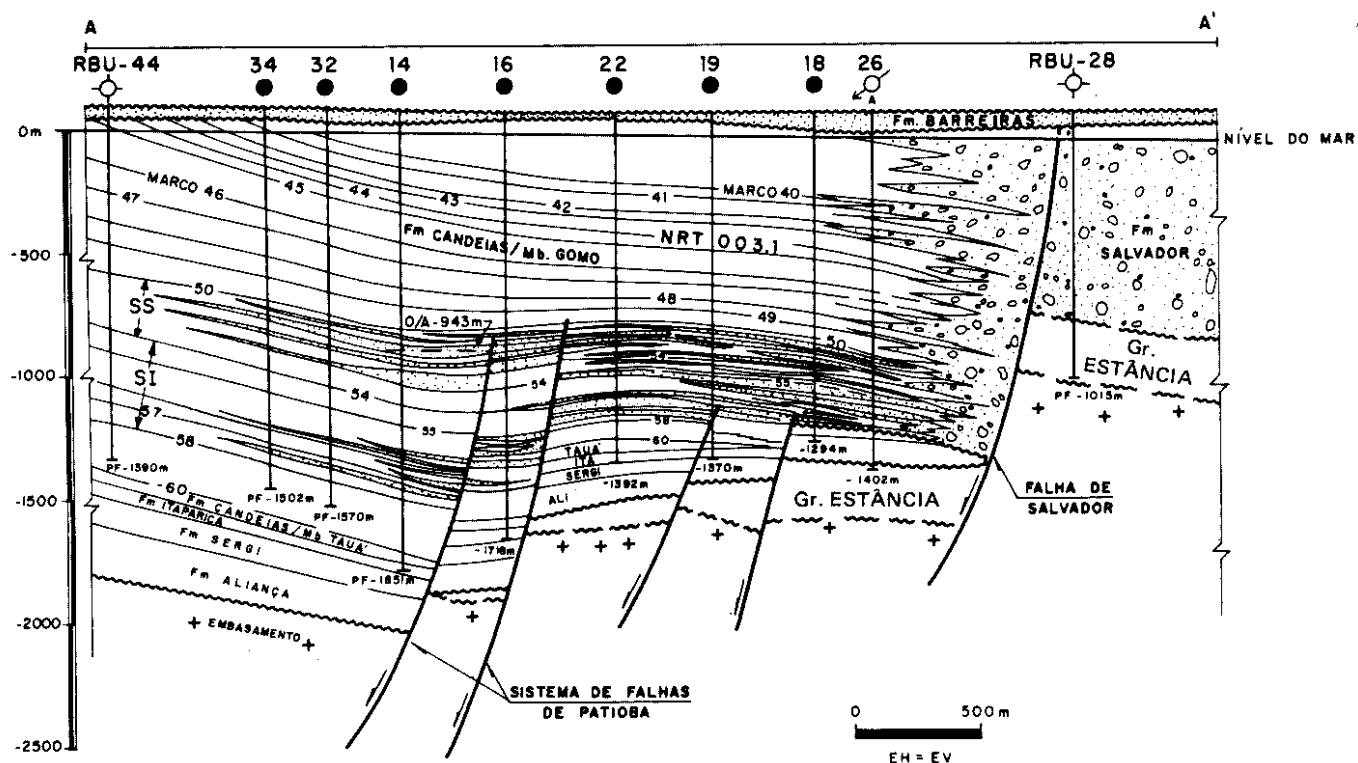 A
A'
RBU-44
34
32
14
16
22
19
18
26
RBU-28
A
Fm. BARREIRAS
0m
NÍVEL DO MAR
MARCO 46
45
44
43
42
41
MARCO 40
47
Fm CANDEIAS/Mb. GOMO
NRT 003.1
Fm
SALVADOR
-500
50
48
SS
O/A-943m
49
50
Gr.
ESTÂNCIA
-1000
SI
54
54
54
55
PF-1015m
57
55
58
58
60
TAUÁ
ITA
SERGI
-1294m
PF-1390m
-1370m
-1392m
-1402m
PF-1502m
ALI
Gr. ESTÂNCIA
FALHA DE
SALVADOR
-1500
-60 Fm CANDEIAS/Mb TAUÁ
Fm ITAPARICA
PF-1570m
-1718m
Fm SERGI
PF-1851m
Fm ALIANÇA
-2000
EMBASAMENTO
SISTEMA DE FALHAS
DE PATIOBA
0
500m
-2500
EH = EV